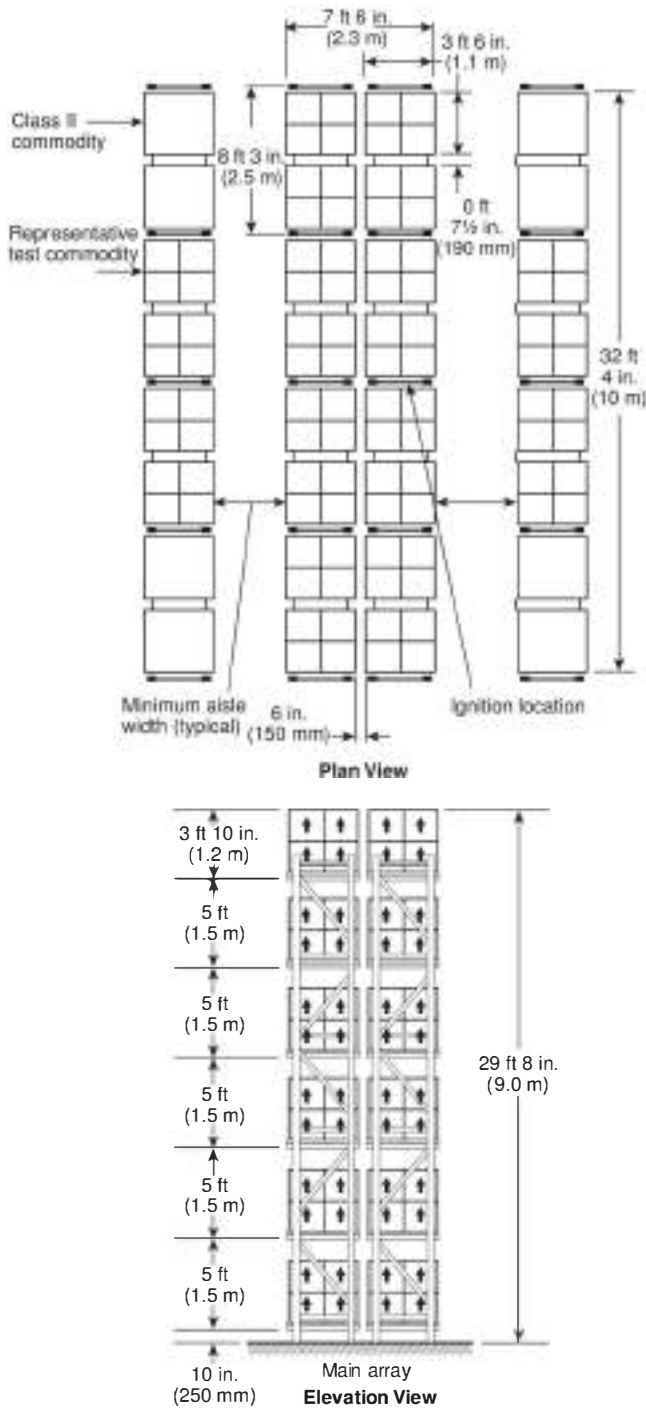 7 ft 6 in.
(2.3 m)
3 ft 6 in.
(1.1 m)
Class II
commodity
8 ft 3 in.
(2.5 m)
0 ft
7½ in.
(190 mm)
Representative
test commodity
32 ft
4 in.
(10 m)
Minimum aisle
width (typical)
6 in.
(150 mm)
Ignition location
Plan View
3 ft 10 in.
(1.2 m)
5 ft
(1.5 m)
5 ft
(1.5 m)
5 ft
(1.5 m)
5 ft
(1.5 m)
5 ft
(1.5 m)
29 ft 8 in.
(9.0 m)
10 in.
(250 mm)
Main array
Elevation View